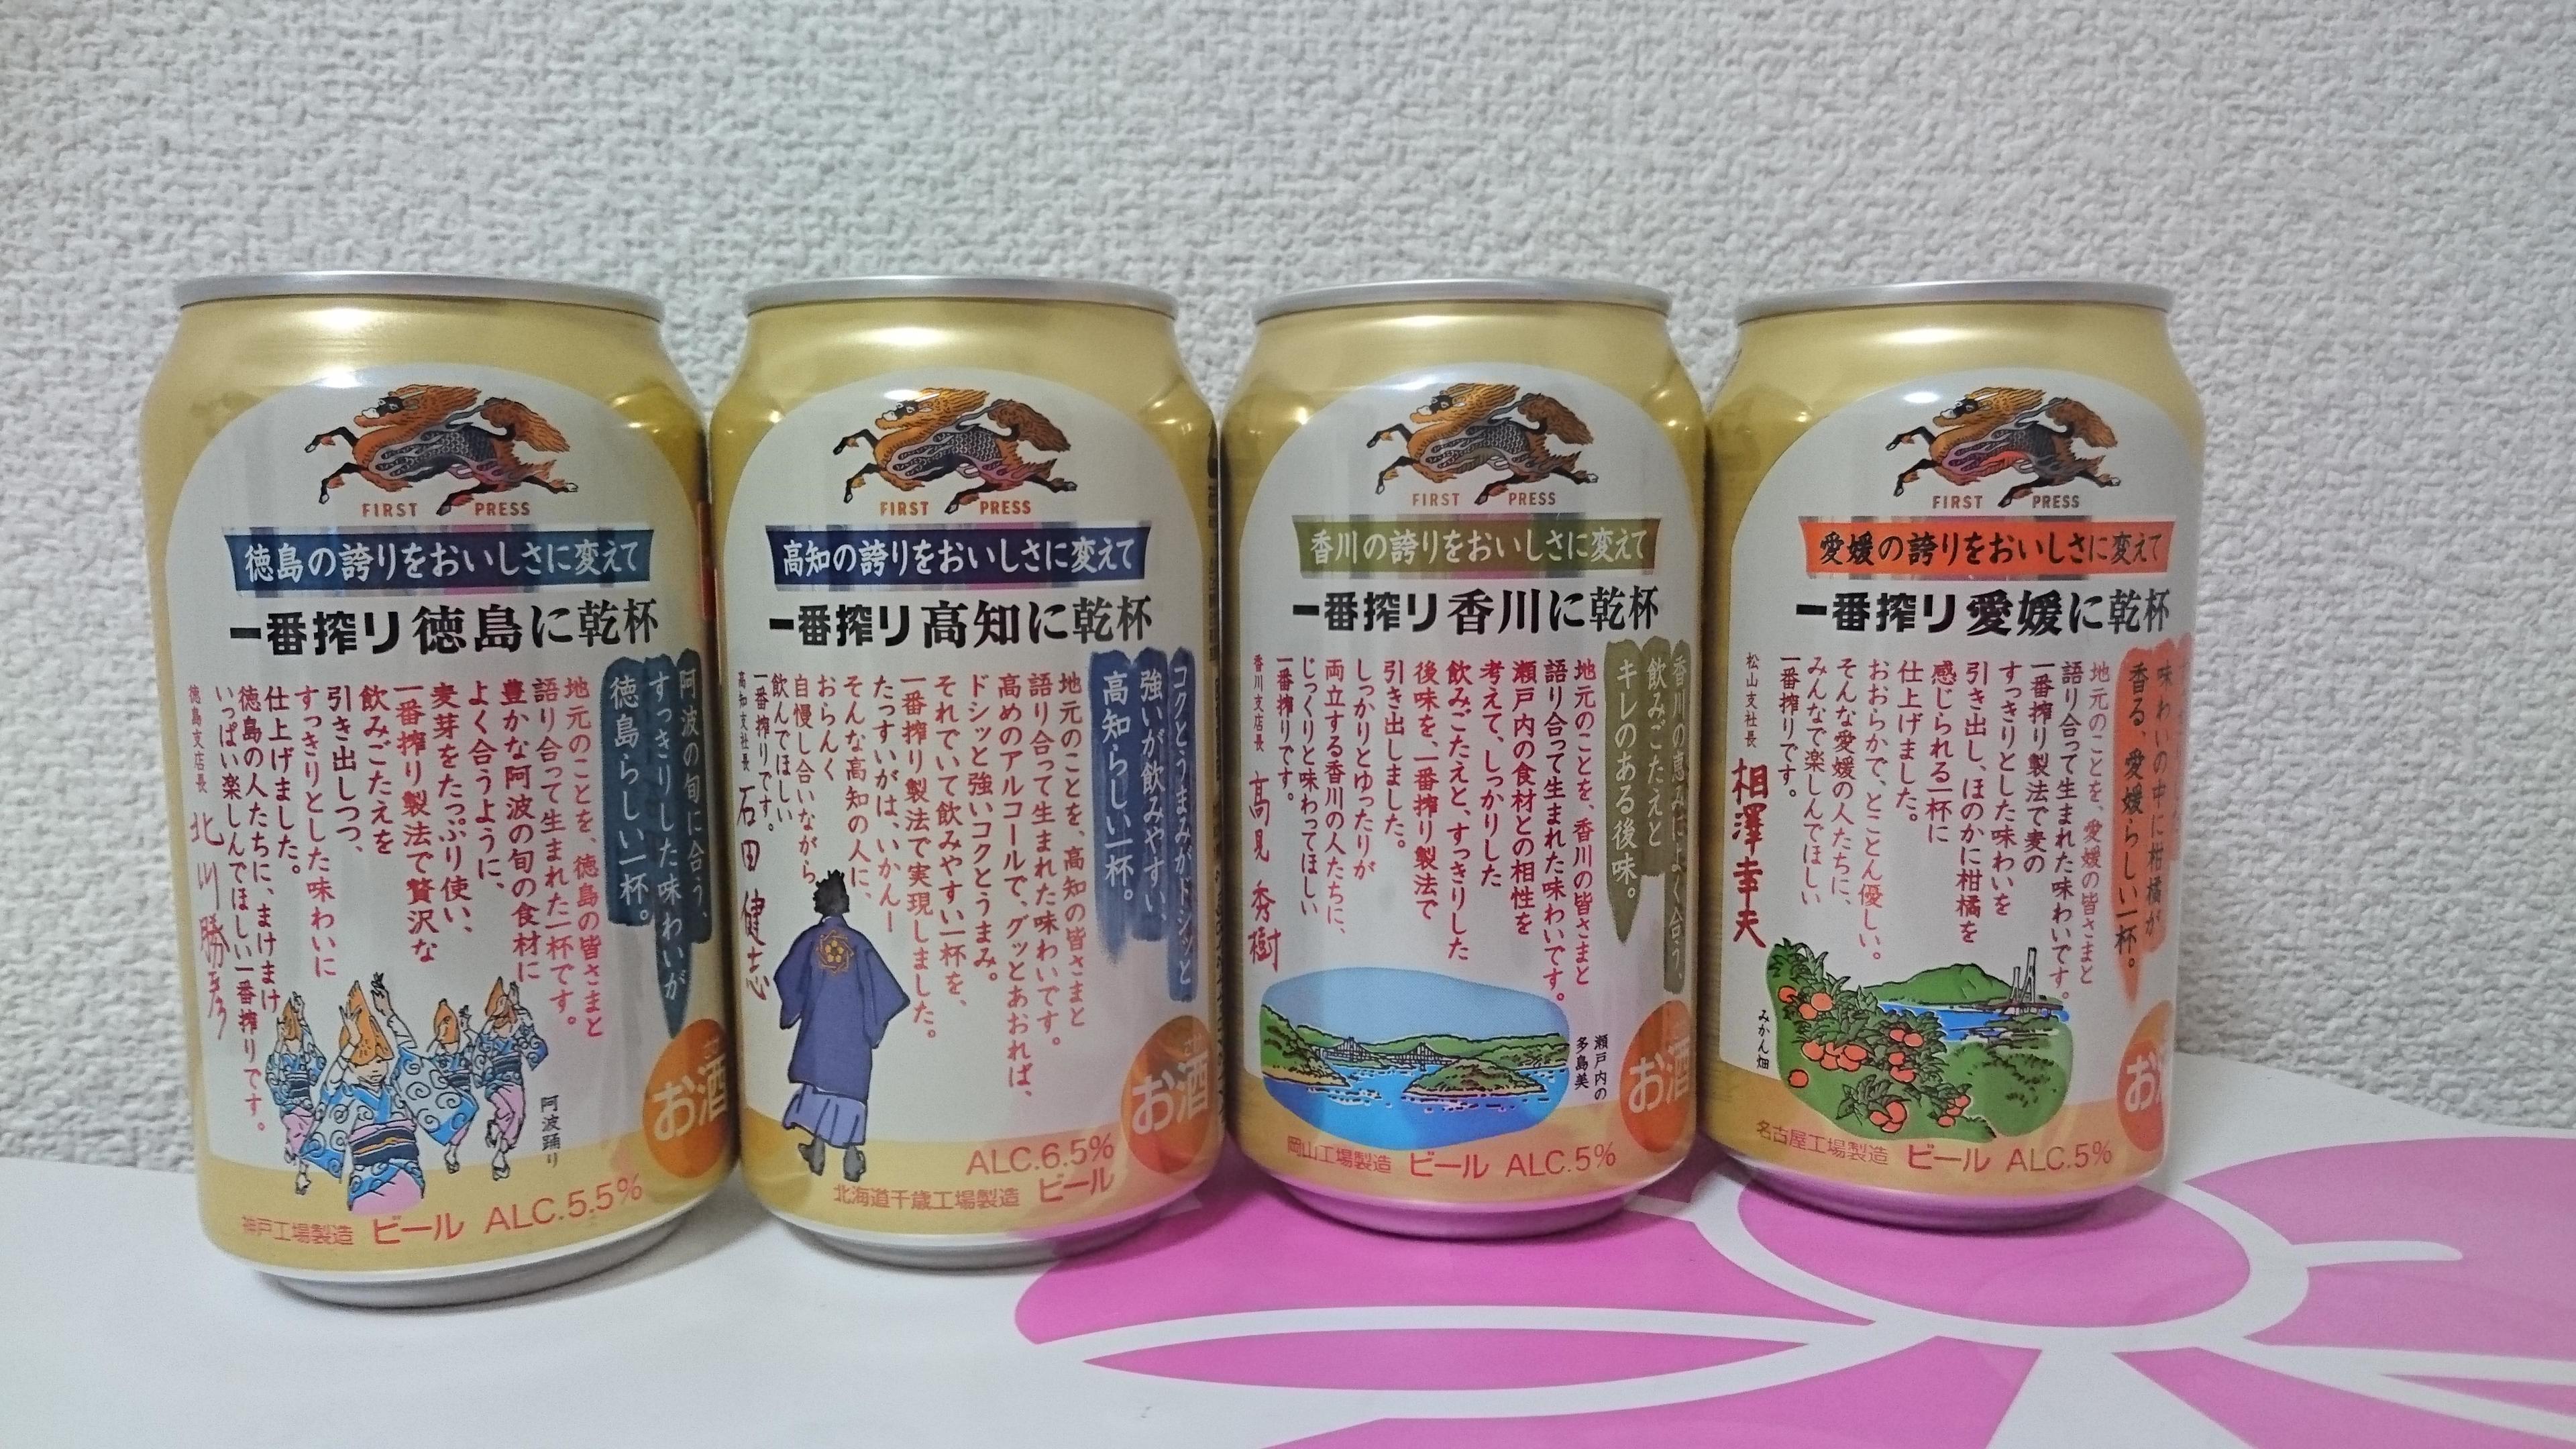 FIRST PRESS
徳島の誇りをおいしさに変えて
一番搾り徳島に乾杯
阿波の旬に合う、
すっきりした味わいが
徳島らしい一杯。
地元のことを、徳島の皆さまと
語り合って生まれた一杯です。
豊かな阿波の旬の食材に
よく合うように、
麦芽をたっぷり使い、
一番搾り製法で贅沢な
飲みごたえを
引き出しつつ、
すっきりとした味わいに
仕上げました。
徳島の人たちに、まけまけ
いっぱい楽しんでほしい一番搾りです。
徳島支店長 北川勝彦
阿波踊り
お酒
神戸工場製造 ビール ALC.5.5%
FIRST PRESS
高知の誇りをおいしさに変えて
一番搾り高知に乾杯
コクとうまみがドシッと
強いが飲みやすい、
高知らしい一杯。
地元のことを、高知の皆さまと
語り合って生まれた味わいです。
高めのアルコールで、グッとあおれば、
ドシッと強いコクとうまみ。
それでいて飲みやすい一杯を、
一番搾り製法で実現しました。
たっすいがは、いかんー
そんな高知の人に、
おらんく
自慢し合いながら、
飲んでほしい
一番搾りです。
高知支社長 石田健志
お酒
ALC.6.5%
北海道千歳工場製造 ビール
FIRST PRESS
香川の誇りをおいしさに変えて
一番搾り香川に乾杯
香川の恵みによく合う、
飲みごたえと
キレのある後味。
地元のことを、香川の皆さまと
語り合って生まれた味わいです。
瀬戸内の食材との相性を
考えて、しっかりした
飲みごたえと、すっきりした
後味を、一番搾り製法で
引き出しました。
しっかりとゆったりが
両立する香川の人たちに、
じっくりと味わってほしい
一番搾りです。
香川支店長 高見秀樹
瀬戸内の
多島美
お酒
岡山工場製造 ビール ALC.5%
FIRST PRESS
愛媛の誇りをおいしさに変えて
一番搾り愛媛に乾杯
味わいの中に柑橘が
香る、愛媛らしい一杯。
地元のことを、愛媛の皆さまと
語り合って生まれた味わいです。
一番搾り製法で麦の
すっきりとした味わいを
引き出し、ほのかに柑橘を
感じられる一杯に
仕上げました。
おおらかで、とことん優しい。
そんな愛媛の人たちに、
みんなで楽しんでほしい
一番搾りです。
松山支社長 相澤幸夫
みかん畑
お
名古屋工場製造 ビール ALC.5%